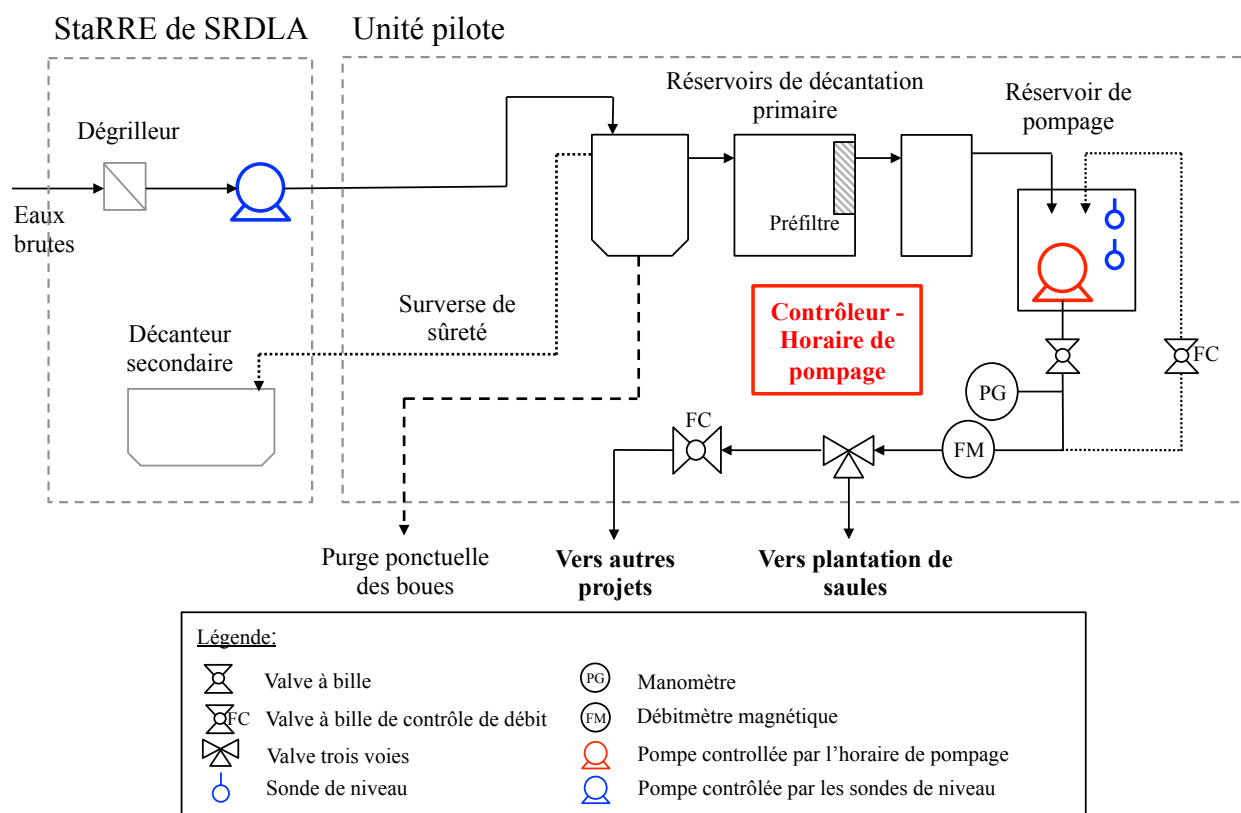 StaRRE de SRDLA
Unité pilote
Réservoirs de décantation
primaire
Réservoir de
pompage
Dégrilleur
Eaux
brutes
Préfiltre
Surverse de
sûreté
Contrôleur -
Horaire de
pompage
Décanteur
secondaire
FC
PG
FC
FM
Purge ponctuelle
des boues
Vers autres
projets
Vers plantation de
saules
Légende:
Valve à bille
FC
Valve à bille de contrôle de débit
Valve trois voies
Sonde de niveau
PG
Manomètre
FM
Débitmètre magnétique
Pompe controllée par l’horaire de pompage
Pompe contrôlée par les sondes de niveau